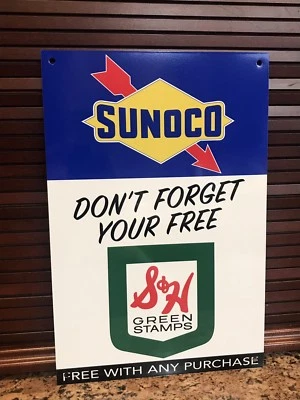 SUNOCO
DON'T FORGET
YOUR FREE
S&H
GREEN
STAMPS
FREE WITH ANY PURCHASE